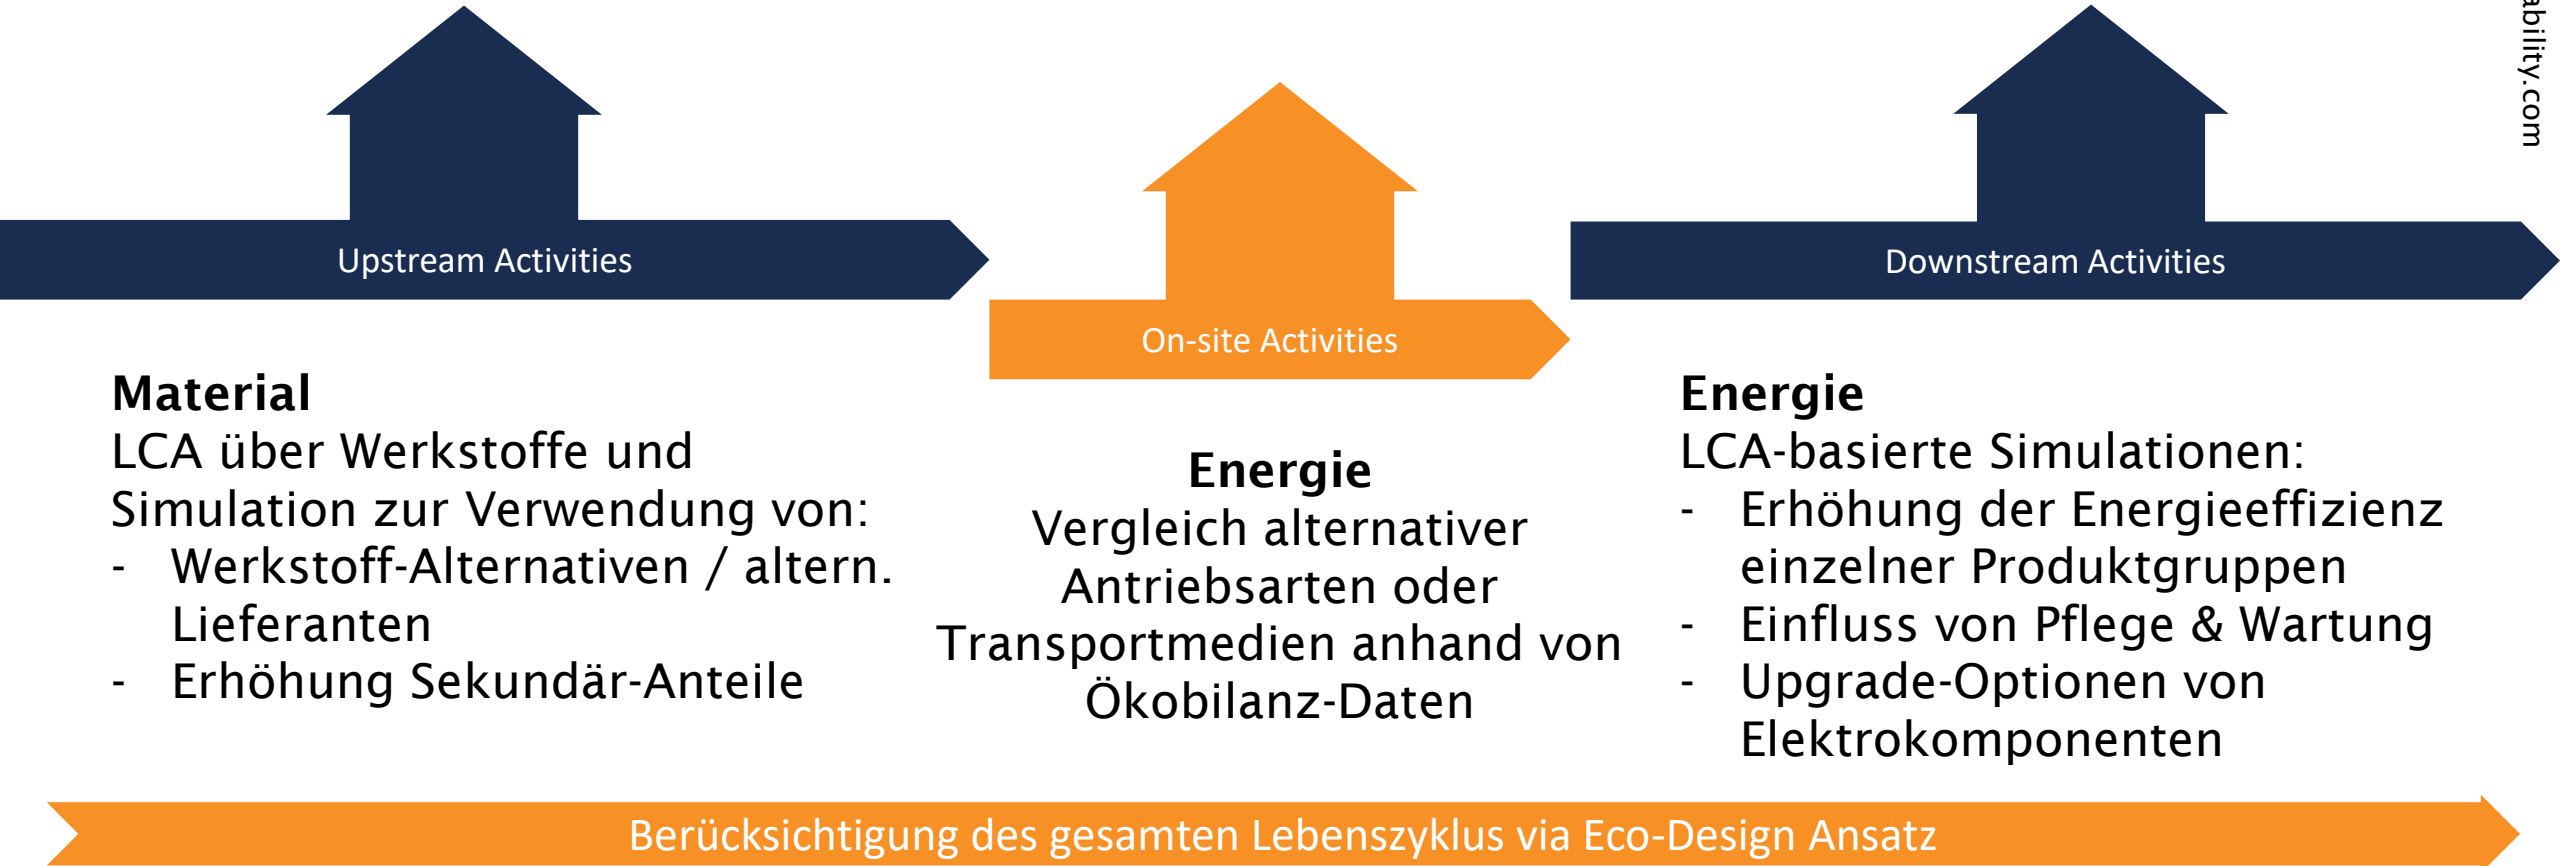 Upstream Activities
On-site Activities
Downstream Activities
Material
LCA über Werkstoffe und
Simulation zur Verwendung von:
- Werkstoff-Alternativen / altern.
Lieferanten
- Erhöhung Sekundär-Anteile
Energie
Vergleich alternativer
Antriebsarten oder
Transportmedien anhand von
Ökobilanz-Daten
Energie
LCA-basierte Simulationen:
- Erhöhung der Energieeffizienz
einzelner Produktgruppen
- Einfluss von Pflege & Wartung
- Upgrade-Optionen von
Elektrokomponenten
Berücksichtigung des gesamten Lebenszyklus via Eco-Design Ansatz